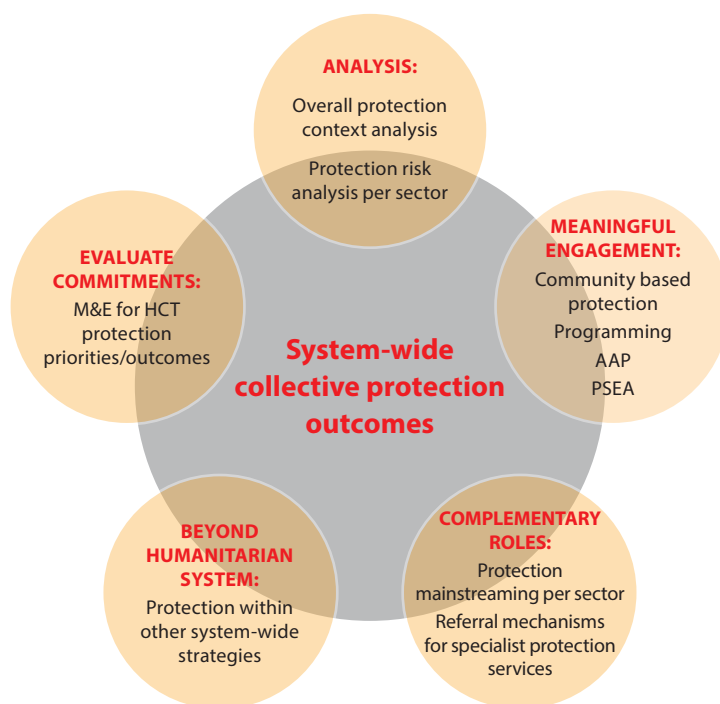 ANALYSIS:
Overall protection
context analysis
Protection risk
analysis per sector
MEANINGFUL
ENGAGEMENT:
Community based
protection
Programming
AAP
PSEA
COMPLEMENTARY
ROLES:
Protection
mainstreaming per sector
Referral mechanisms
for specialist protection
services
BEYOND
HUMANITARIAN
SYSTEM:
Protection within
other system-wide
strategies
EVALUATE
COMMITMENTS:
M&E for HCT
protection
priorities/outcomes
System-wide
collective protection
outcomes